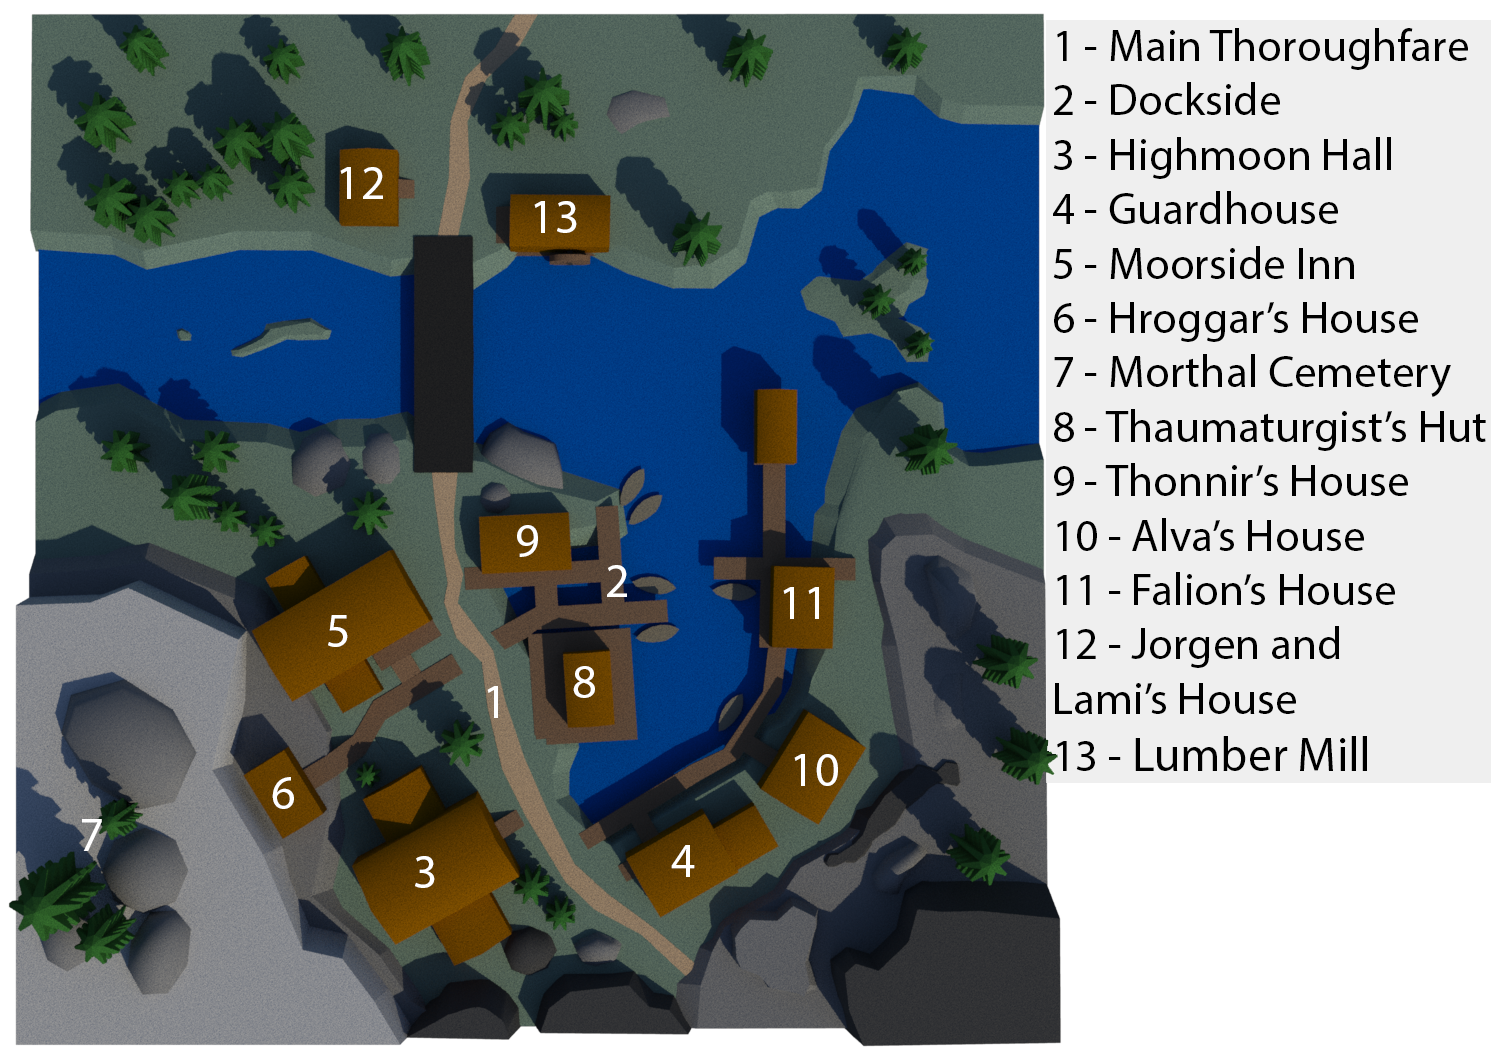 1 - Main Thoroughfare
2 - Dockside
3 - Highmoon Hall
4 - Guardhouse
5 - Moorside Inn
6 - Hroggar's House
7 - Morthal Cemetery
8 - Thaumaturgist's Hut
9 - Thonnir's House
10 - Alva's House
11 - Falion's House
12 - Jorgen and
Lami's House
13 - Lumber Mill
12
13
9
2
11
5
8
1
10
6
7
4
3